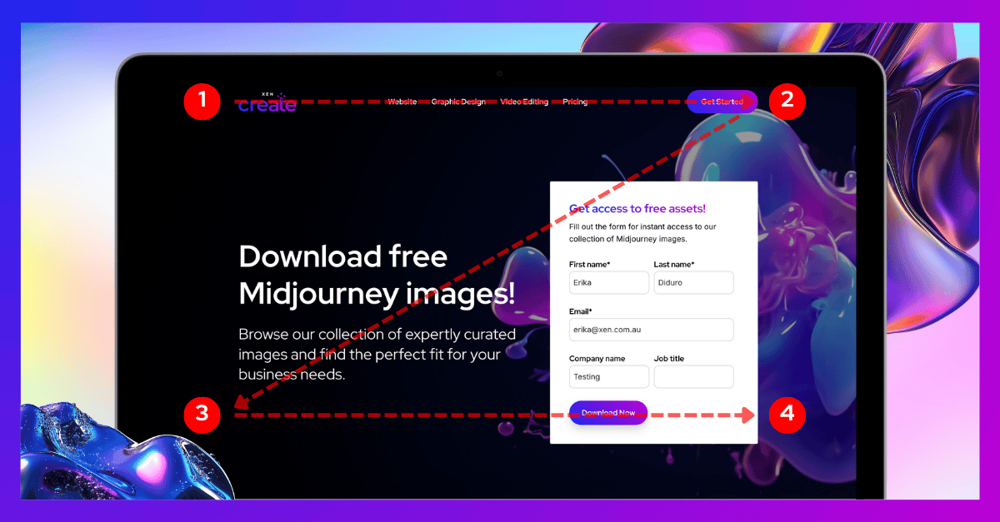 1
XEN
create
Website Graphic Design Video Editing Pricing
Get Started
2
Download free
Midjourney images!
Browse our collection of expertly curated
images and find the perfect fit for your
business needs.
Get access to free assets!
Fill out the form for instant access to our
collection of Midjourney images.
First name* Last name*
Erika Diduro
Email*
erika@xen.com.au
Company name Job title
Testing
Download Now
3
4